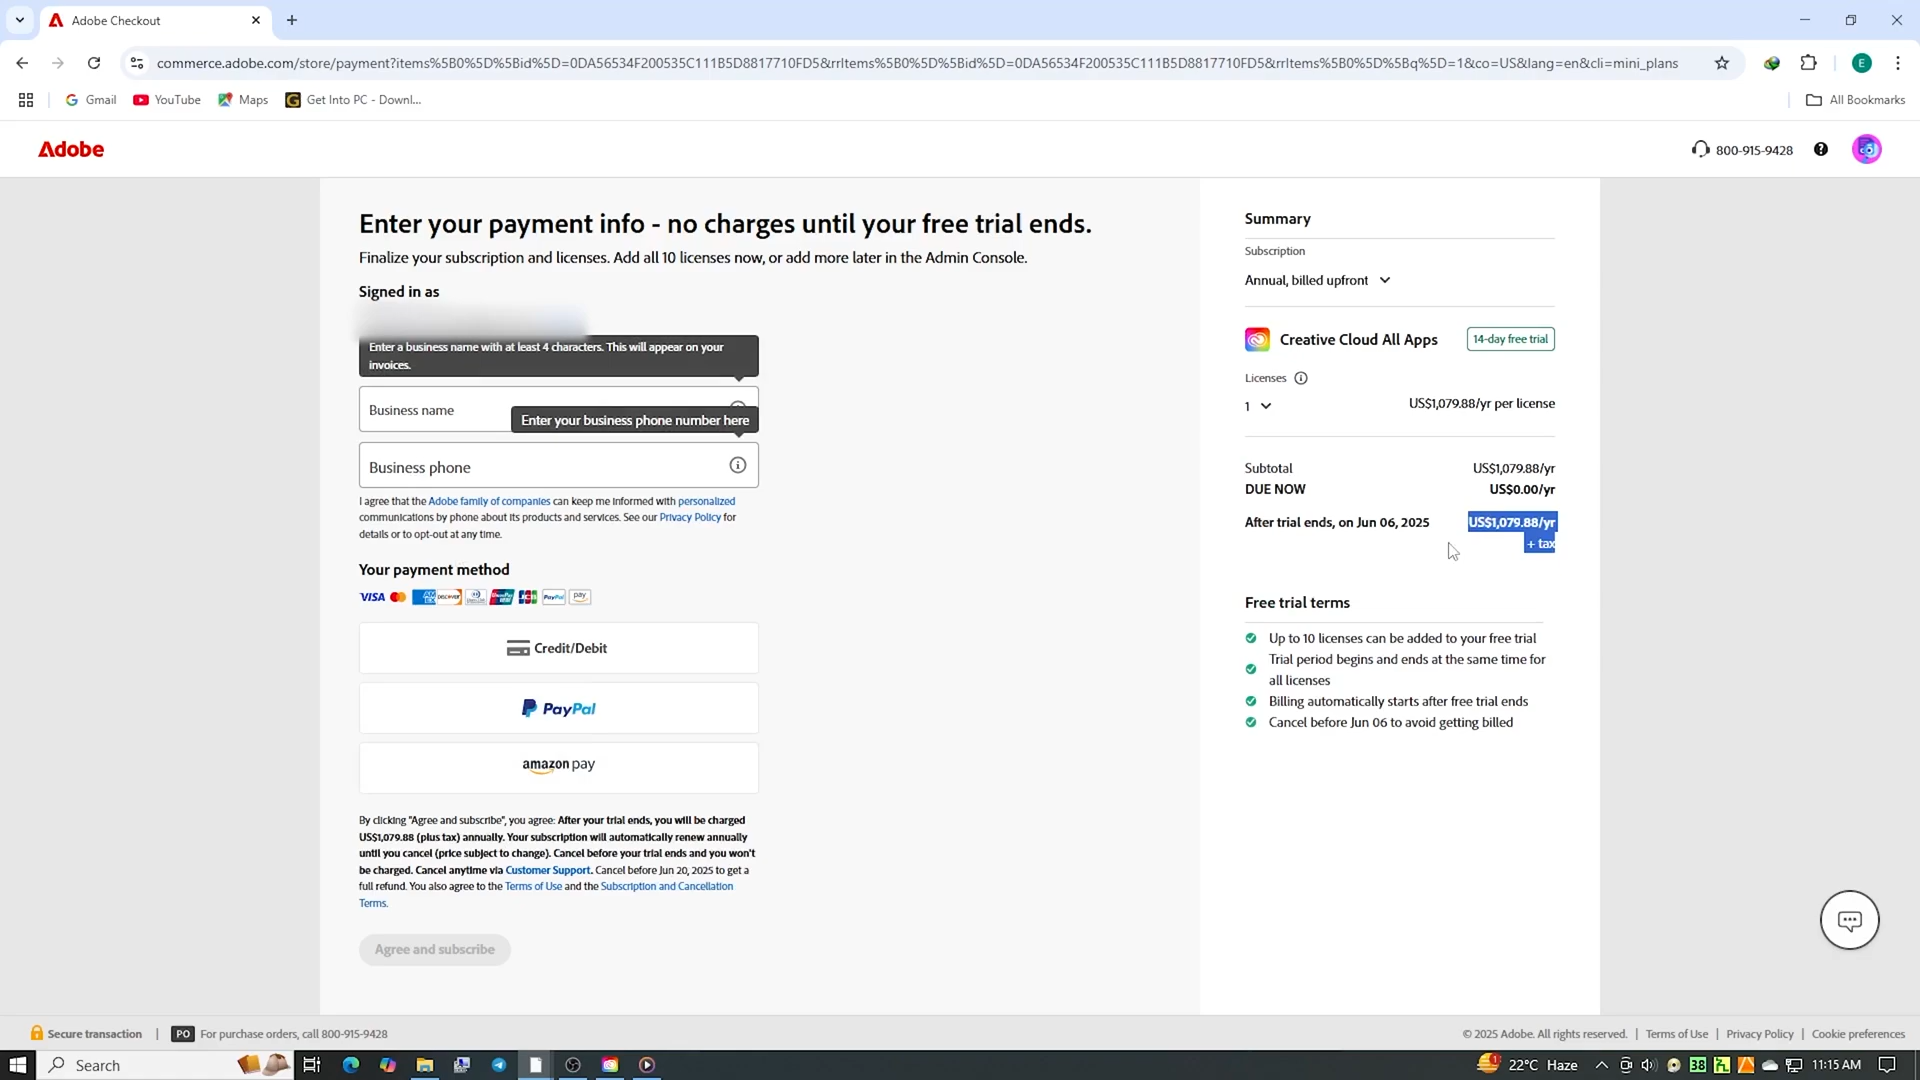 Adobe Checkout
commerce.adobe.com/store/payment?items%5B0%5D%5Bid%5D=0DA56534F200535C111B5D8817710FD5&rrItems%5B0%5D%5Bid%5D=0DA56534F200535C111B5D8817710FD5&rrItems%5B0%5D%5Bq%5D=1&co=US&lang=en&cli=mini_plans
E
Gmail
YouTube
Maps
Get Into PC - Downl...
All Bookmarks
Adobe
800-915-9428
Enter your payment info - no charges until your free trial ends.
Finalize your subscription and licenses. Add all 10 licenses now, or add more later in the Admin Console.
Signed in as
Enter a business name with at least 4 characters. This will appear on your
invoices.
Business name
Enter your business phone number here
Business phone
I agree that the Adobe family of companies can keep me informed with personalized
communications by phone about its products and services. See our Privacy Policy for
details or to opt-out at any time.
Your payment method
VISA
PayPal
pay
Credit/Debit
PayPal
amazon pay
By clicking "Agree and subscribe", you agree: After your trial ends, you will be charged
US$1,079.88 (plus tax) annually. Your subscription will automatically renew annually
until you cancel (price subject to change). Cancel before your trial ends and you won't
be charged. Cancel anytime via Customer Support. Cancel before Jun 20, 2025 to get a
full refund. You also agree to the Terms of Use and the Subscription and Cancellation
Terms.
Agree and subscribe
Summary
Subscription
Annual, billed upfront
Creative Cloud All Apps
14-day free trial
Licenses
1
US$1,079.88/yr per license
Subtotal US$1,079.88/yr
DUE NOW US$0.00/yr
After trial ends, on Jun 06, 2025 US$1,079.88/yr
+ tax
Free trial terms
Up to 10 licenses can be added to your free trial
Trial period begins and ends at the same time for
all licenses
Billing automatically starts after free trial ends
Cancel before Jun 06 to avoid getting billed
Secure transaction | PO For purchase orders, call 800-915-9428
© 2025 Adobe. All rights reserved. | Terms of Use | Privacy Policy | Cookie preferences
Search
22°C Haze
38
11:15 AM